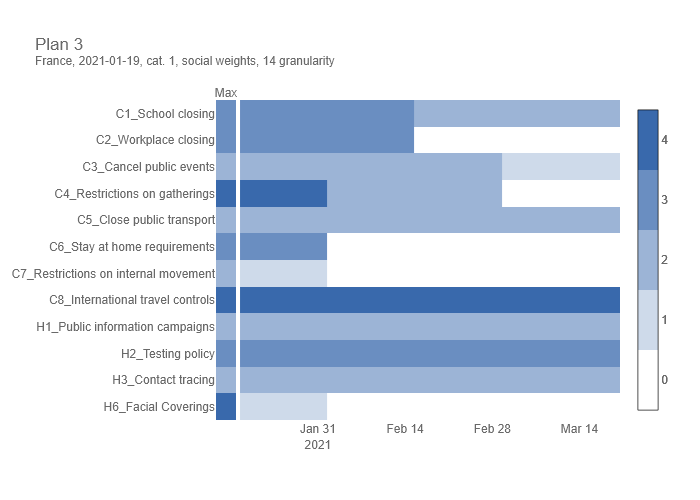 Plan 3
France, 2021-01-19, cat. 1, social weights, 14 granularity
Max
C1_School closing
C2_Workplace closing
C3_Cancel public events
C4_Restrictions on gatherings
C5_Close public transport
C6_Stay at home requirements
C7_Restrictions on internal movement
C8_International travel controls
H1_Public information campaigns
H2_Testing policy
H3_Contact tracing
H6_Facial Coverings
Jan 31
2021
Feb 14
Feb 28
Mar 14
4
3
2
1
0